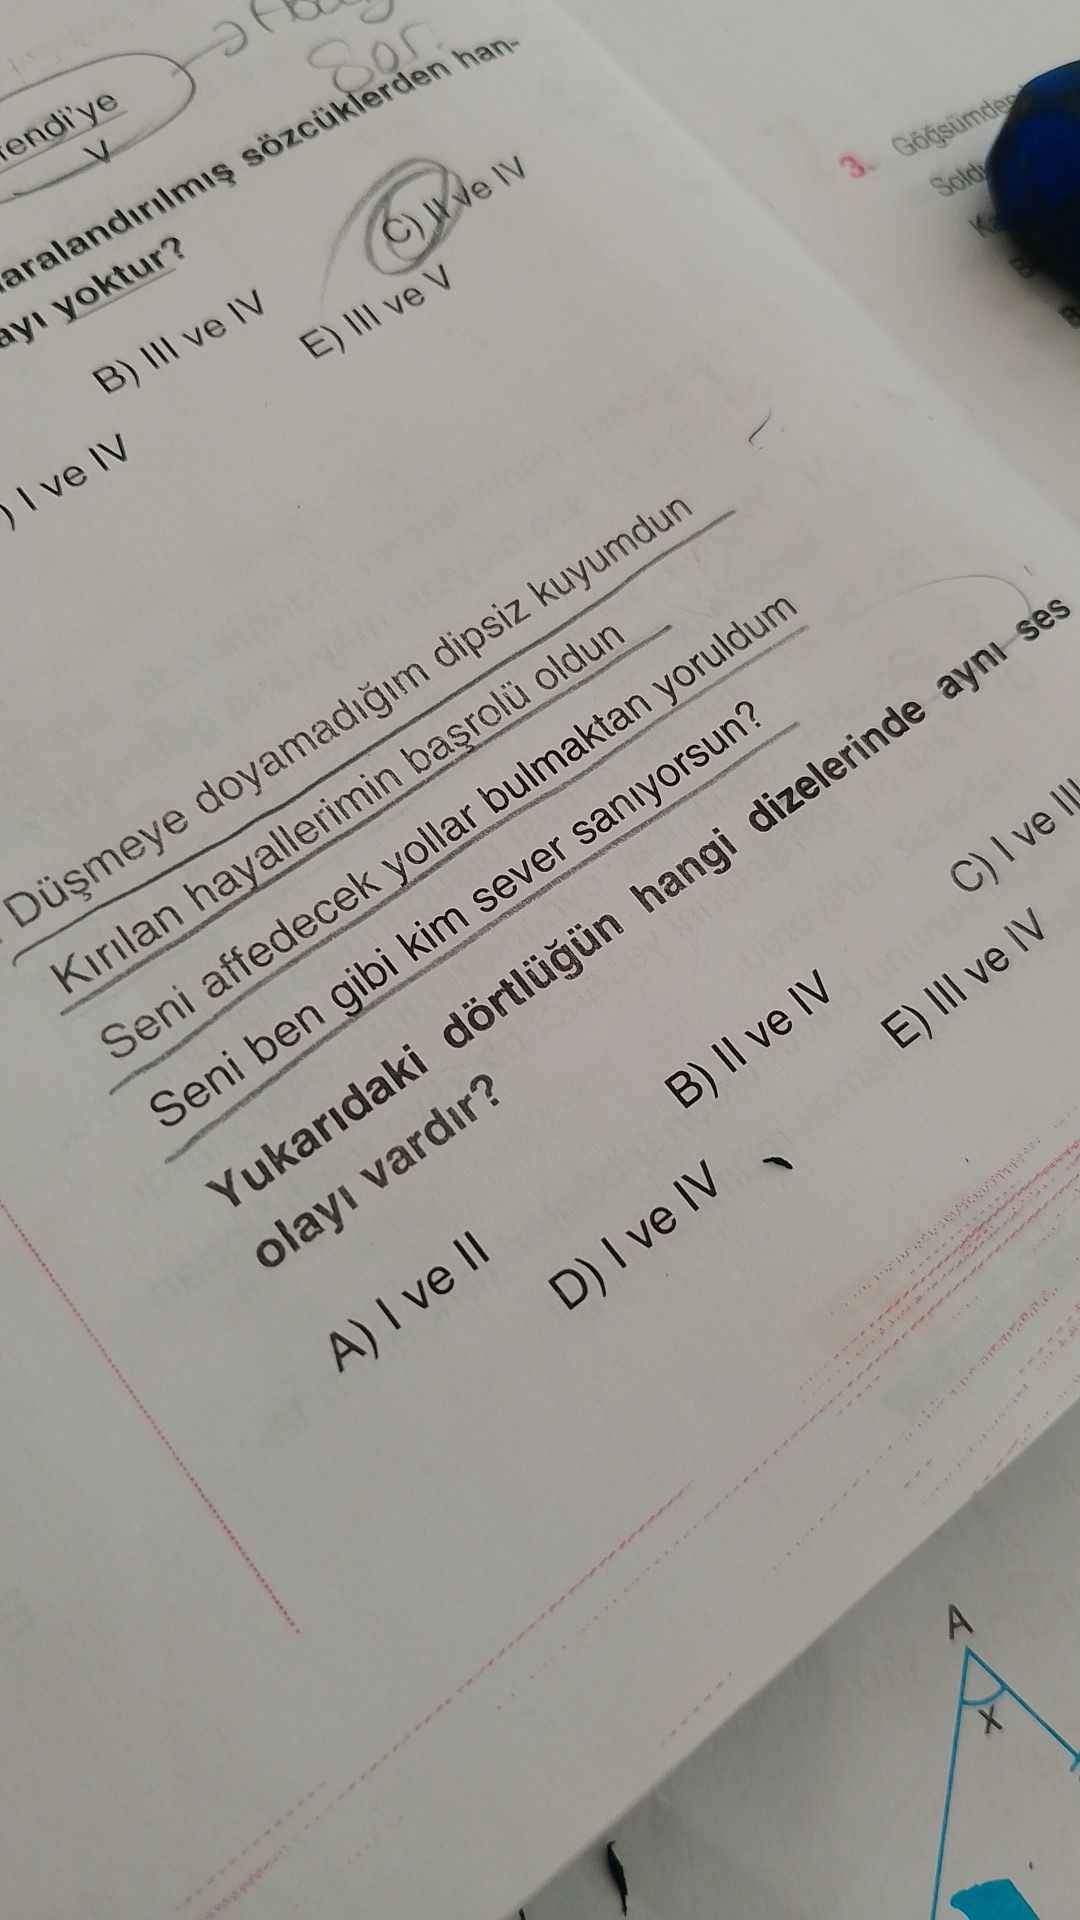 endi'ye
V
aralandırılmış sözcüklerden han-
ayı yoktur?
B) III ve IV
C) II ve IV
) I ve IV
E) III ve V
Düşmeye doyamadığım dipsiz kuyumdun
Kırılan hayallerimin başrolü oldun
Seni affedecek yollar bulmaktan yoruldum
Seni ben gibi kim sever sanıyorsun?
Yukarıdaki dörtlüğün hangi dizelerinde aynı ses
olayı vardır?
A) I ve II
B) II ve IV
C) I ve III
D) I ve IV
E) III ve IV
3. Göğsümde
Sold
A
x